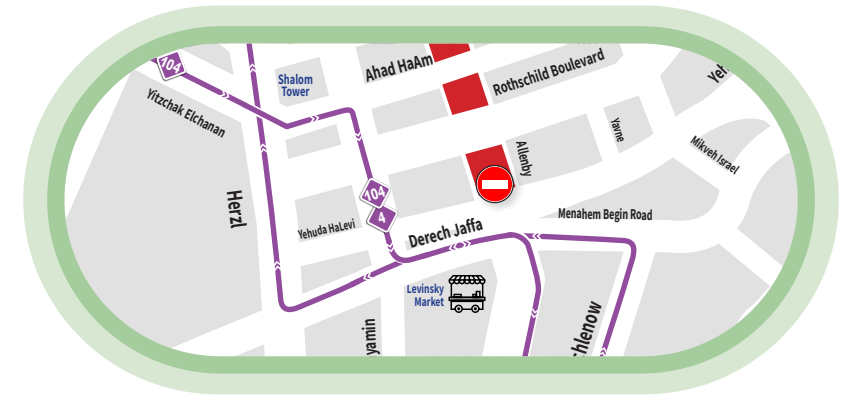 104
Shalom
Tower
Ahad HaAm
Rothschild Boulevard
Yitzchak Elchanan
Allenby
Yavne
Mikveh Israel
Herzl
104
4
Yehuda HaLevi
Derech Jaffa
Menahem Begin Road
Levinsky
Market